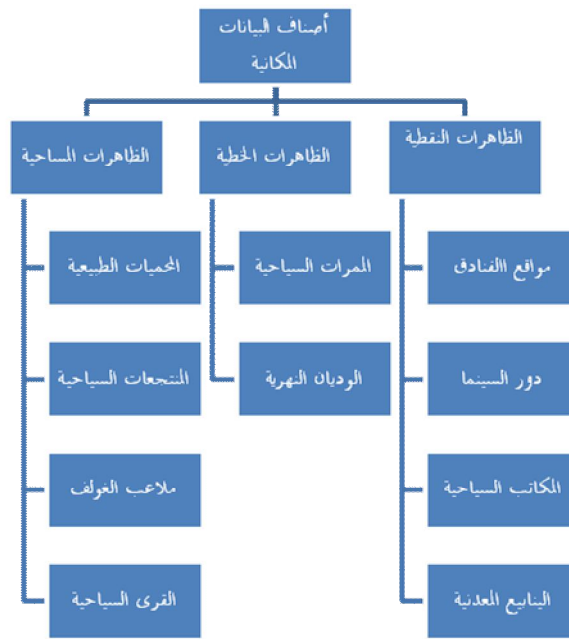 أصناف البيانات
المكانية
الظاهرات النقطية
الظاهرات الخطية
الظاهرات المساحية
مواقع االفنادق
دور السينما
المكاتب السياحية
الينابيع المعدنية
الممرات السياحية
الوديان النهرية
المحميات الطبيعية
المنتجعات السياحية
ملاعب الغولف
القرى السياحية